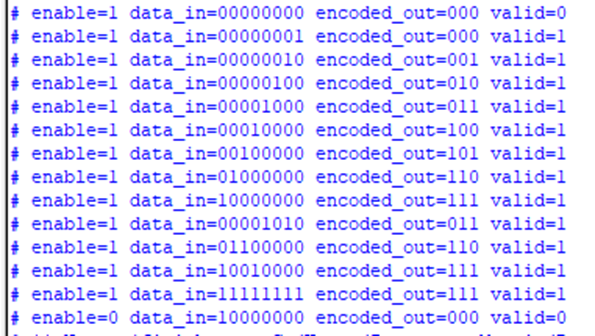 # enable=1 data_in=00000000 encoded_out=000 valid=0
# enable=1 data_in=00000001 encoded_out=000 valid=1
# enable=1 data_in=00000010 encoded_out=001 valid=1
# enable=1 data_in=00000100 encoded_out=010 valid=1
# enable=1 data_in=00001000 encoded_out=011 valid=1
# enable=1 data_in=00010000 encoded_out=100 valid=1
# enable=1 data_in=00100000 encoded_out=101 valid=1
# enable=1 data_in=01000000 encoded_out=110 valid=1
# enable=1 data_in=10000000 encoded_out=111 valid=1
# enable=1 data_in=00001010 encoded_out=011 valid=1
# enable=1 data_in=01100000 encoded_out=110 valid=1
# enable=1 data_in=10010000 encoded_out=111 valid=1
# enable=1 data_in=11111111 encoded_out=111 valid=1
# enable=0 data_in=10000000 encoded_out=000 valid=0